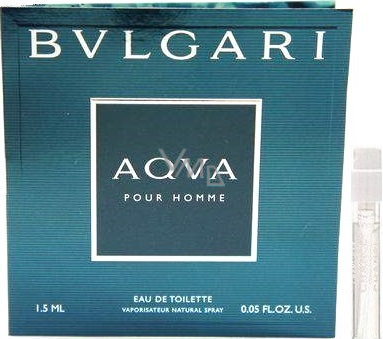 BVLGARI
AQVA
POUR HOMME
1.5 ML
EAU DE TOILETTE
VAPORISATEUR NATURAL SPRAY
0.05 FL.OZ. U.S.